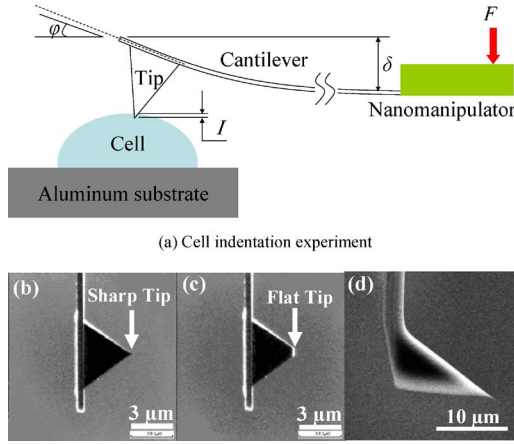 φ
F
δ
Cantilever
Tip
Nanomanipulator
I
Cell
Aluminum substrate
(a) Cell indentation experiment
(b)
Sharp Tip
3 μm
(c)
Flat Tip
3 μm
(d)
10 μm